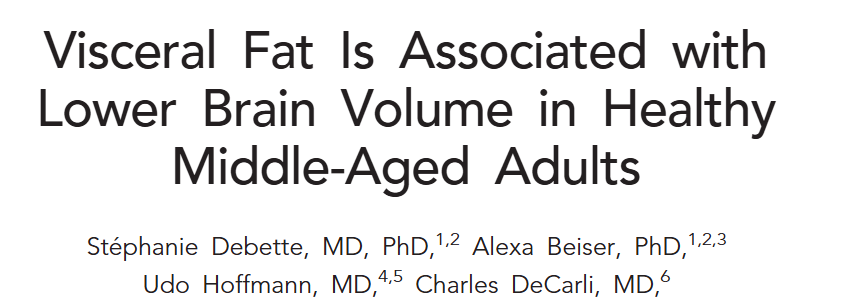 Visceral Fat Is Associated with
Lower Brain Volume in Healthy
Middle-Aged Adults
Stéphanie Debette, MD, PhD,1,2 Alexa Beiser, PhD,1,2,3
Udo Hoffmann, MD,4,5 Charles DeCarli, MD,6